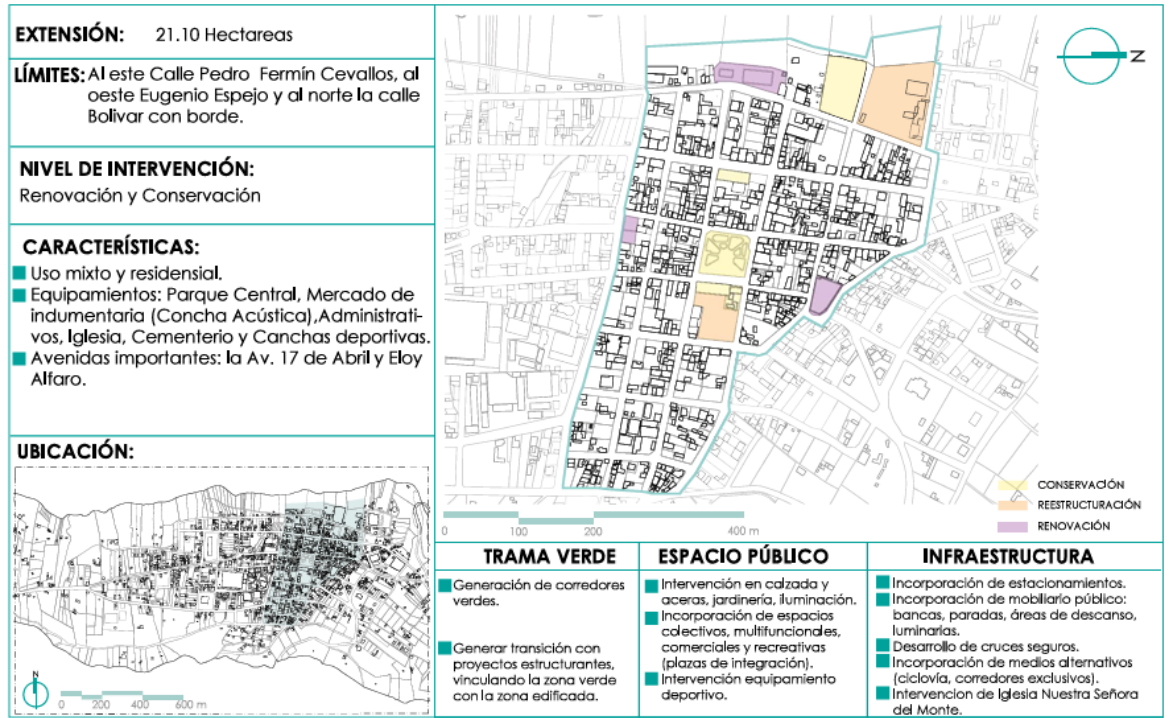 EXTENSIÓN: 21.10 Hectareas
LÍMITES: Al este Calle Pedro Fermín Cevallos, al
oeste Eugenio Espejo y al norte la calle
Bolivar con borde.
NIVEL DE INTERVENCIÓN:
Renovación y Conservación
CARACTERÍSTICAS:
Uso mixto y residensial.
Equipamientos: Parque Central, Mercado de
indumentaria (Concha Acústica),Administrati-
vos, Iglesia, Cementerio y Canchas deportivas.
Avenidas importantes: la Av. 17 de Abril y Eloy
Alfaro.
UBICACIÓN:
N
0 200 400 600 m
N
CONSERVACIÓN
REESTRUCTURACIÓN
RENOVACIÓN
0 100 200 400 m
TRAMA VERDE
Generación de corredores
verdes.
Generar transición con
proyectos estructurantes,
vinculando la zona verde
con la zona edificada.
ESPACIO PÚBLICO
Intervención en calzada y
aceras, jardinería, iluminación.
Incorporación de espacios
colectivos, multifuncionales,
comerciales y recreativas
(plazas de integración).
Intervención equipamiento
deportivo.
INFRAESTRUCTURA
Incorporación de estacionamientos.
Incorporación de mobiliario público:
bancas, paradas, áreas de descanso,
luminarias.
Desarrollo de cruces seguros.
Incorporación de medios alternativos
(ciclovía, corredores exclusivos).
Intervencion de Iglesia Nuestra Señora
del Monte.